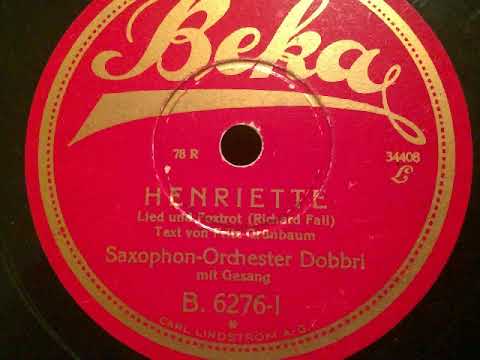 Beka
78 R
34408
L
HENRIETTE
Lied und Foxtrot (Richard Fall)
Text von Fritz Grünbaum
Saxophon-Orchester Dobbri
mit Gesang
B. 6276-I
*
CARL LINDSTRÖM A.G.